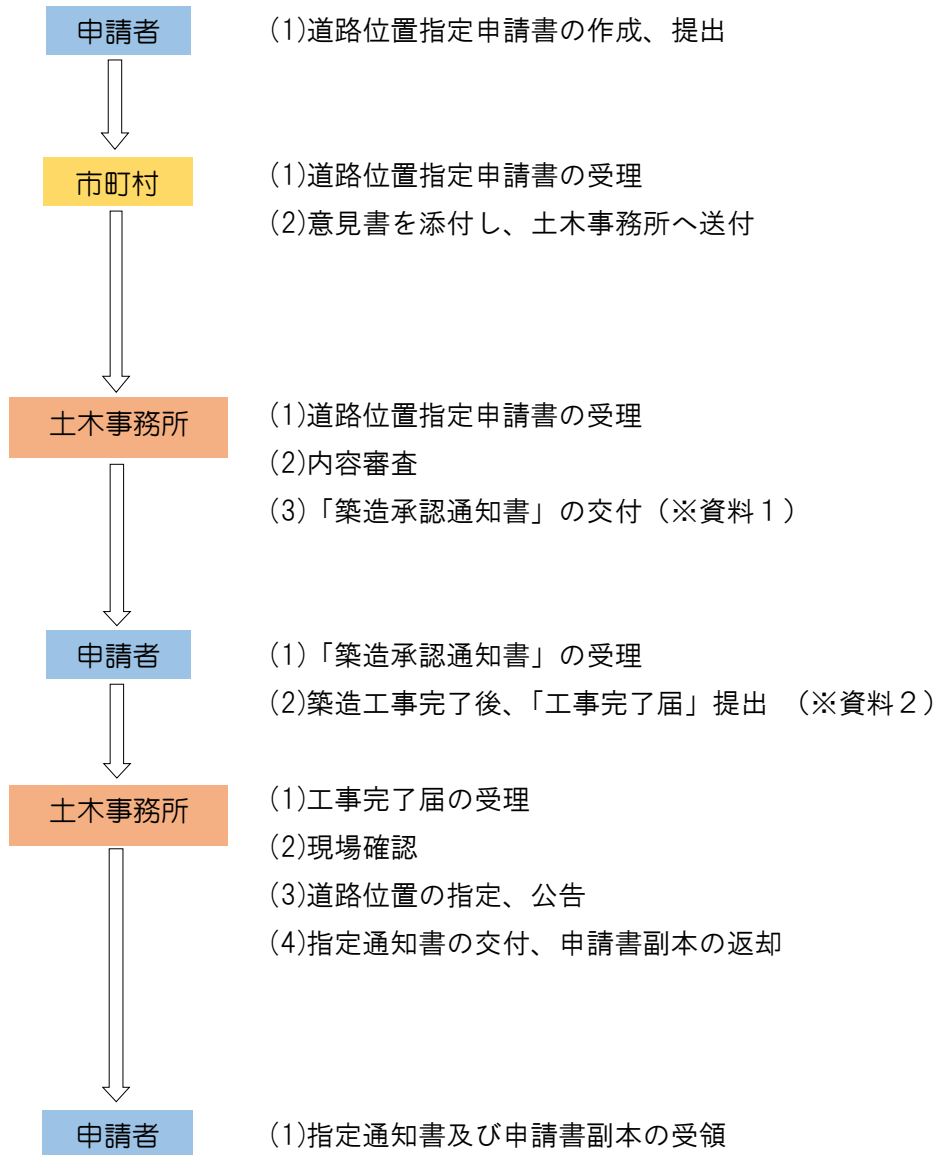 申請者
(1)道路位置指定申請書の作成、提出
市町村
(1)道路位置指定申請書の受理
(2)意見書を添付し、土木事務所へ送付
土木事務所
(1)道路位置指定申請書の受理
(2)内容審査
(3)「築造承認通知書」の交付（※資料１）
申請者
(1)「築造承認通知書」の受理
(2)築造工事完了後、「工事完了届」提出　（※資料２）
土木事務所
(1)工事完了届の受理
(2)現場確認
(3)道路位置の指定、公告
(4)指定通知書の交付、申請書副本の返却
申請者
(1)指定通知書及び申請書副本の受領